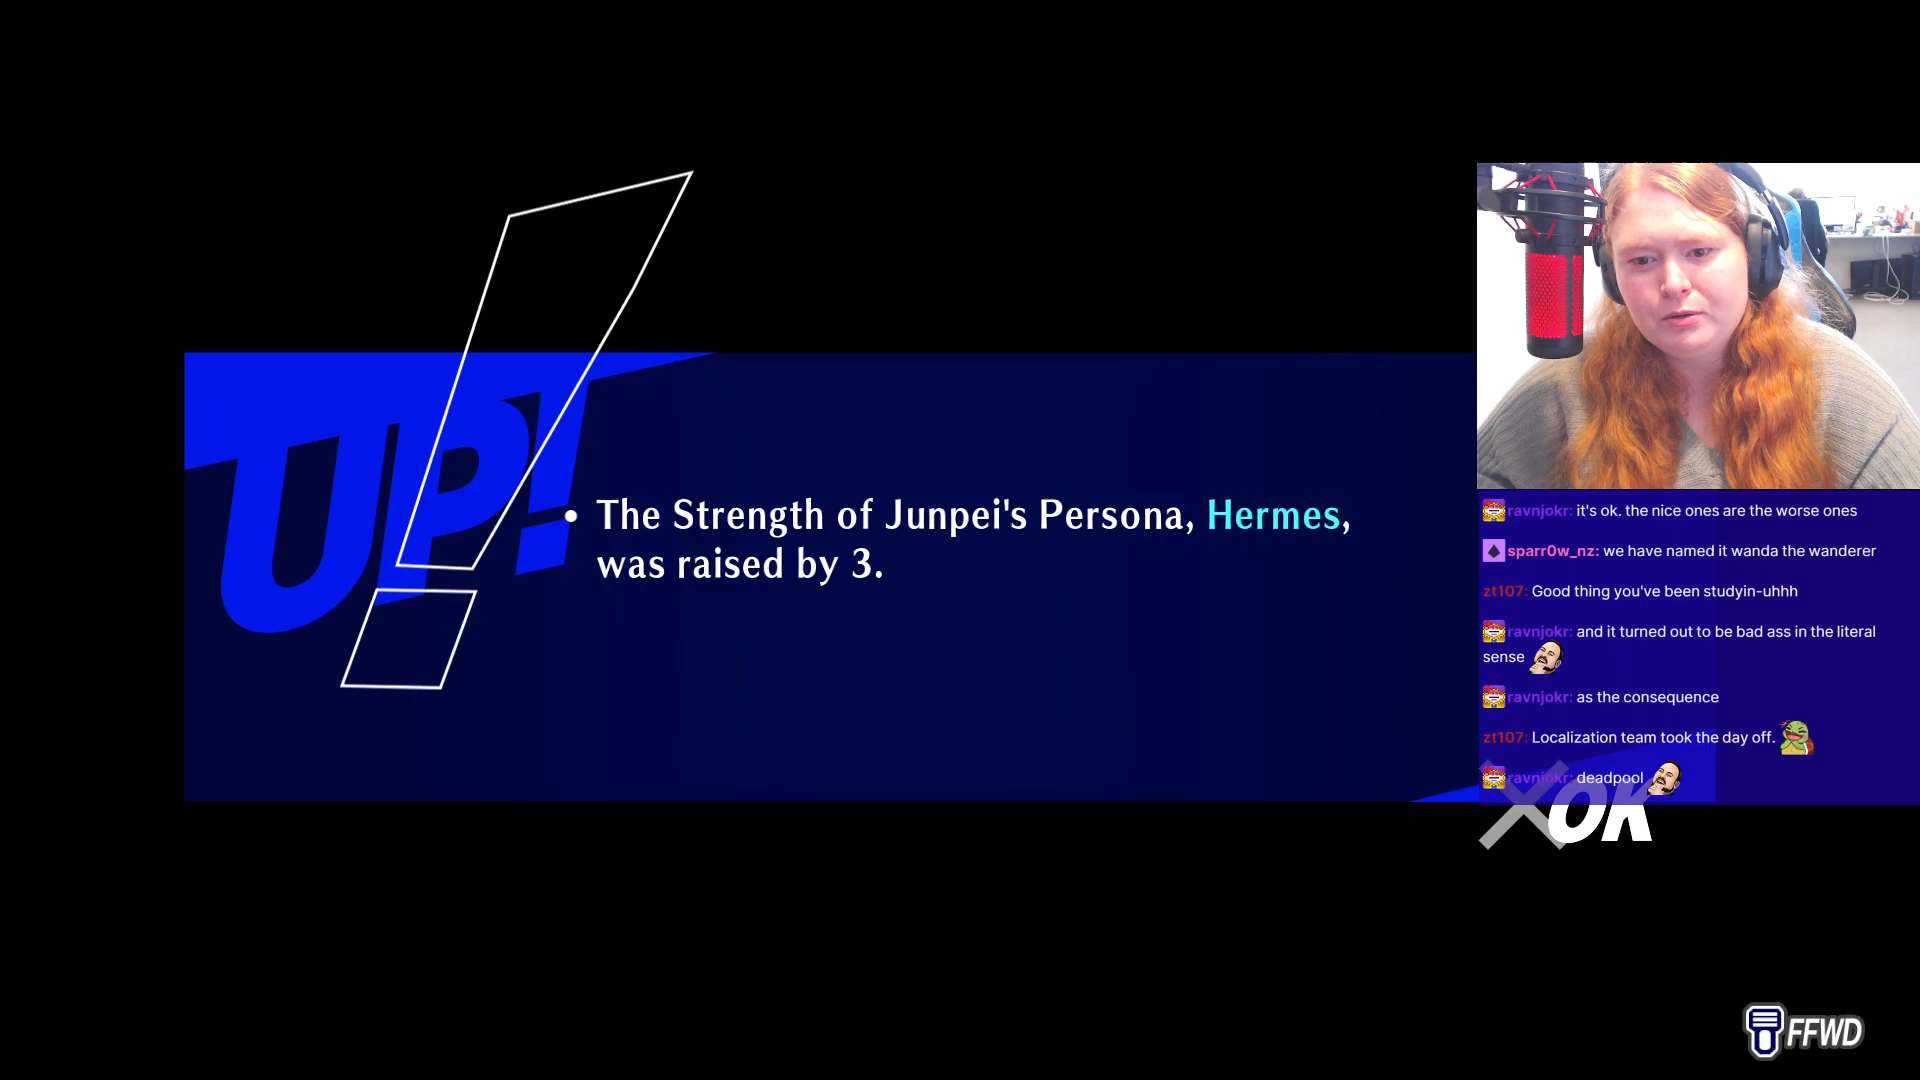 UP!
• The Strength of Junpei's Persona, Hermes,
was raised by 3.
ravnjokr: it's ok. the nice ones are the worse ones
sparr0w_nz: we have named it wanda the wanderer
zt107: Good thing you've been studyin-uhhh
ravnjokr: and it turned out to be bad ass in the literal
sense
ravnjokr: as the consequence
zt107: Localization team took the day off.
ravnjokr: deadpool
OK
FFWD